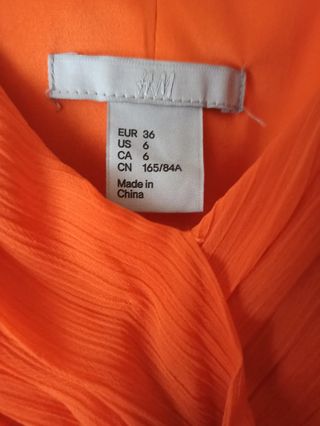 H&M
EUR 36
US 6
CA 6
CN 165/84A
Made in
China